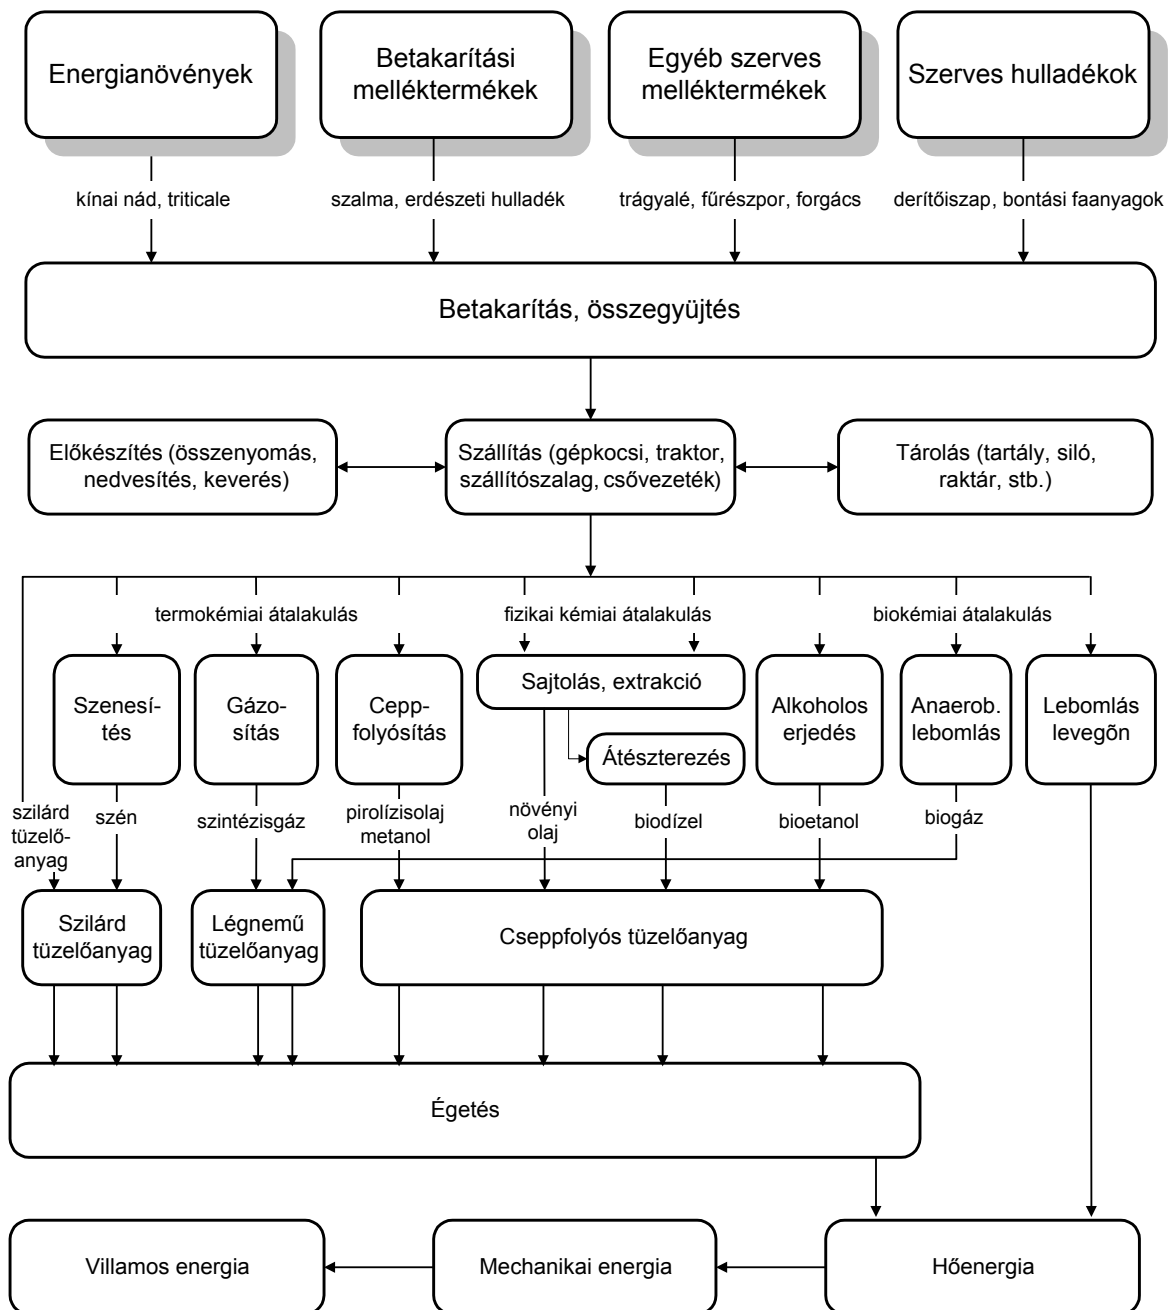 Energianövények
Betakarítási
melléktermékek
Egyéb szerves
melléktermékek
Szerves hulladékok
kínai nád, triticale
szalma, erdészeti hulladék
trágyalé, fűrészpor, forgács
derítőiszap, bontási faanyagok
Betakarítás, összegyüjtés
Előkészítés (összenyomás,
nedvesítés, keverés)
Szállítás (gépkocsi, traktor,
szállítószalag, csővezeték)
Tárolás (tartály, siló,
raktár, stb.)
termokémiai átalakulás
fizikai kémiai átalakulás
biokémiai átalakulás
Szenesí-
tés
Gázo-
sítás
Cepp-
folyósítás
Sajtolás, extrakció
Átészterezés
Alkoholos
erjedés
Anaerob.
lebomlás
Lebomlás
levegõn
szilárd
tüzelő-
anyag
szén
szintézisgáz
pirolízisolaj
metanol
növényi
olaj
biodízel
bioetanol
biogáz
Szilárd
tüzelőanyag
Légnemű
tüzelőanyag
Cseppfolyós tüzelőanyag
Égetés
Villamos energia
Mechanikai energia
Hőenergia